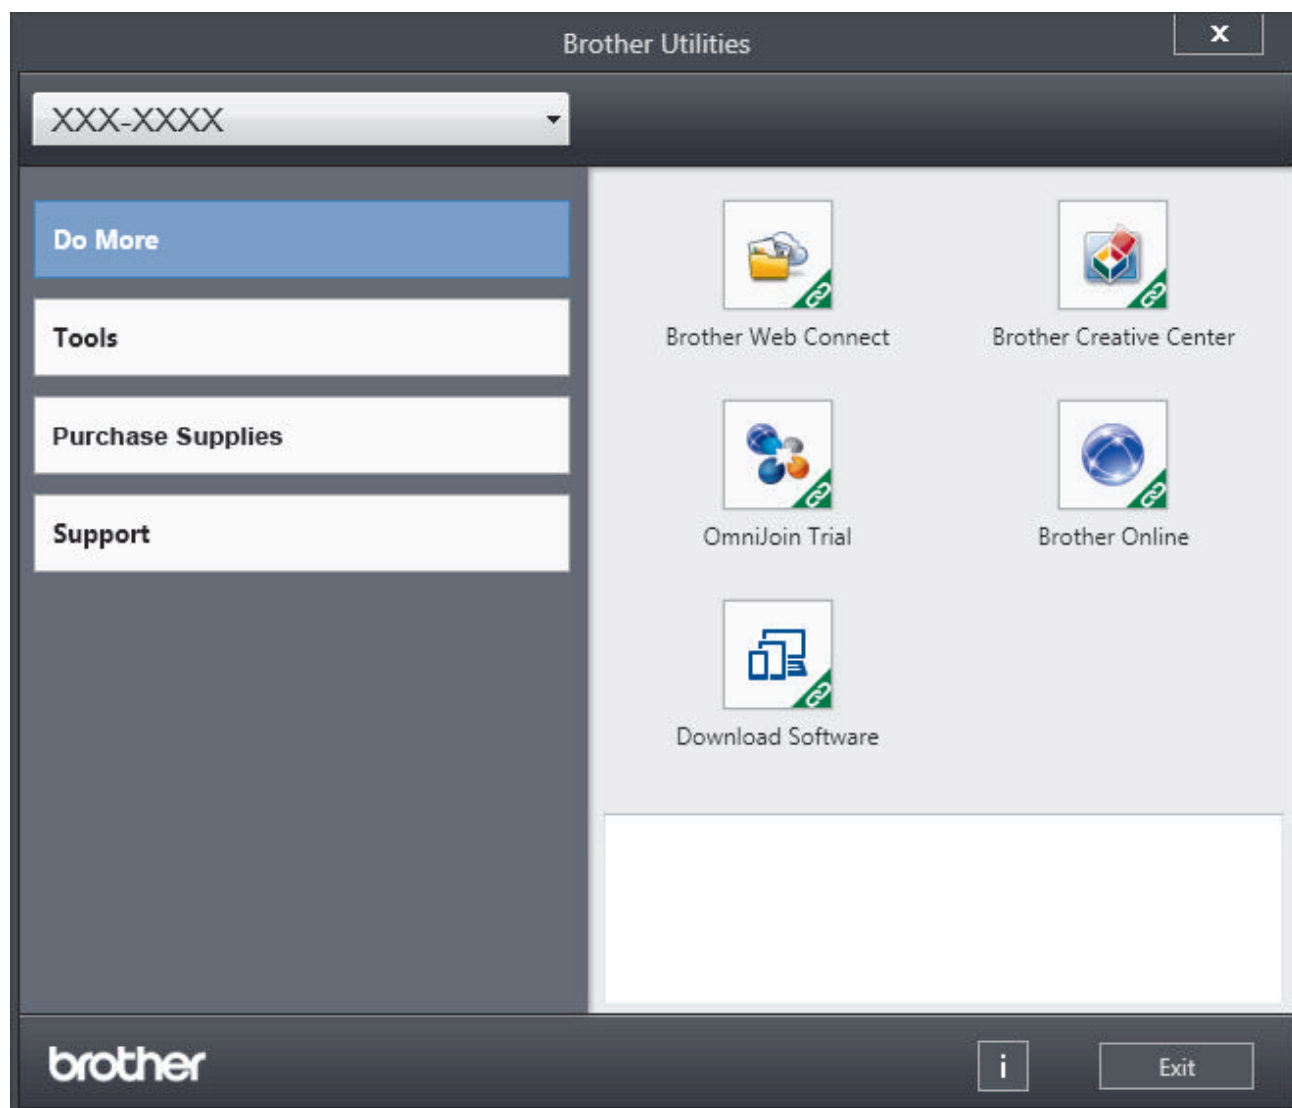 Brother Utilities
X
XXX-XXXX
Do More
Tools
Purchase Supplies
Support
Brother Web Connect
Brother Creative Center
OmniJoin Trial
Brother Online
Download Software
brother
i
Exit